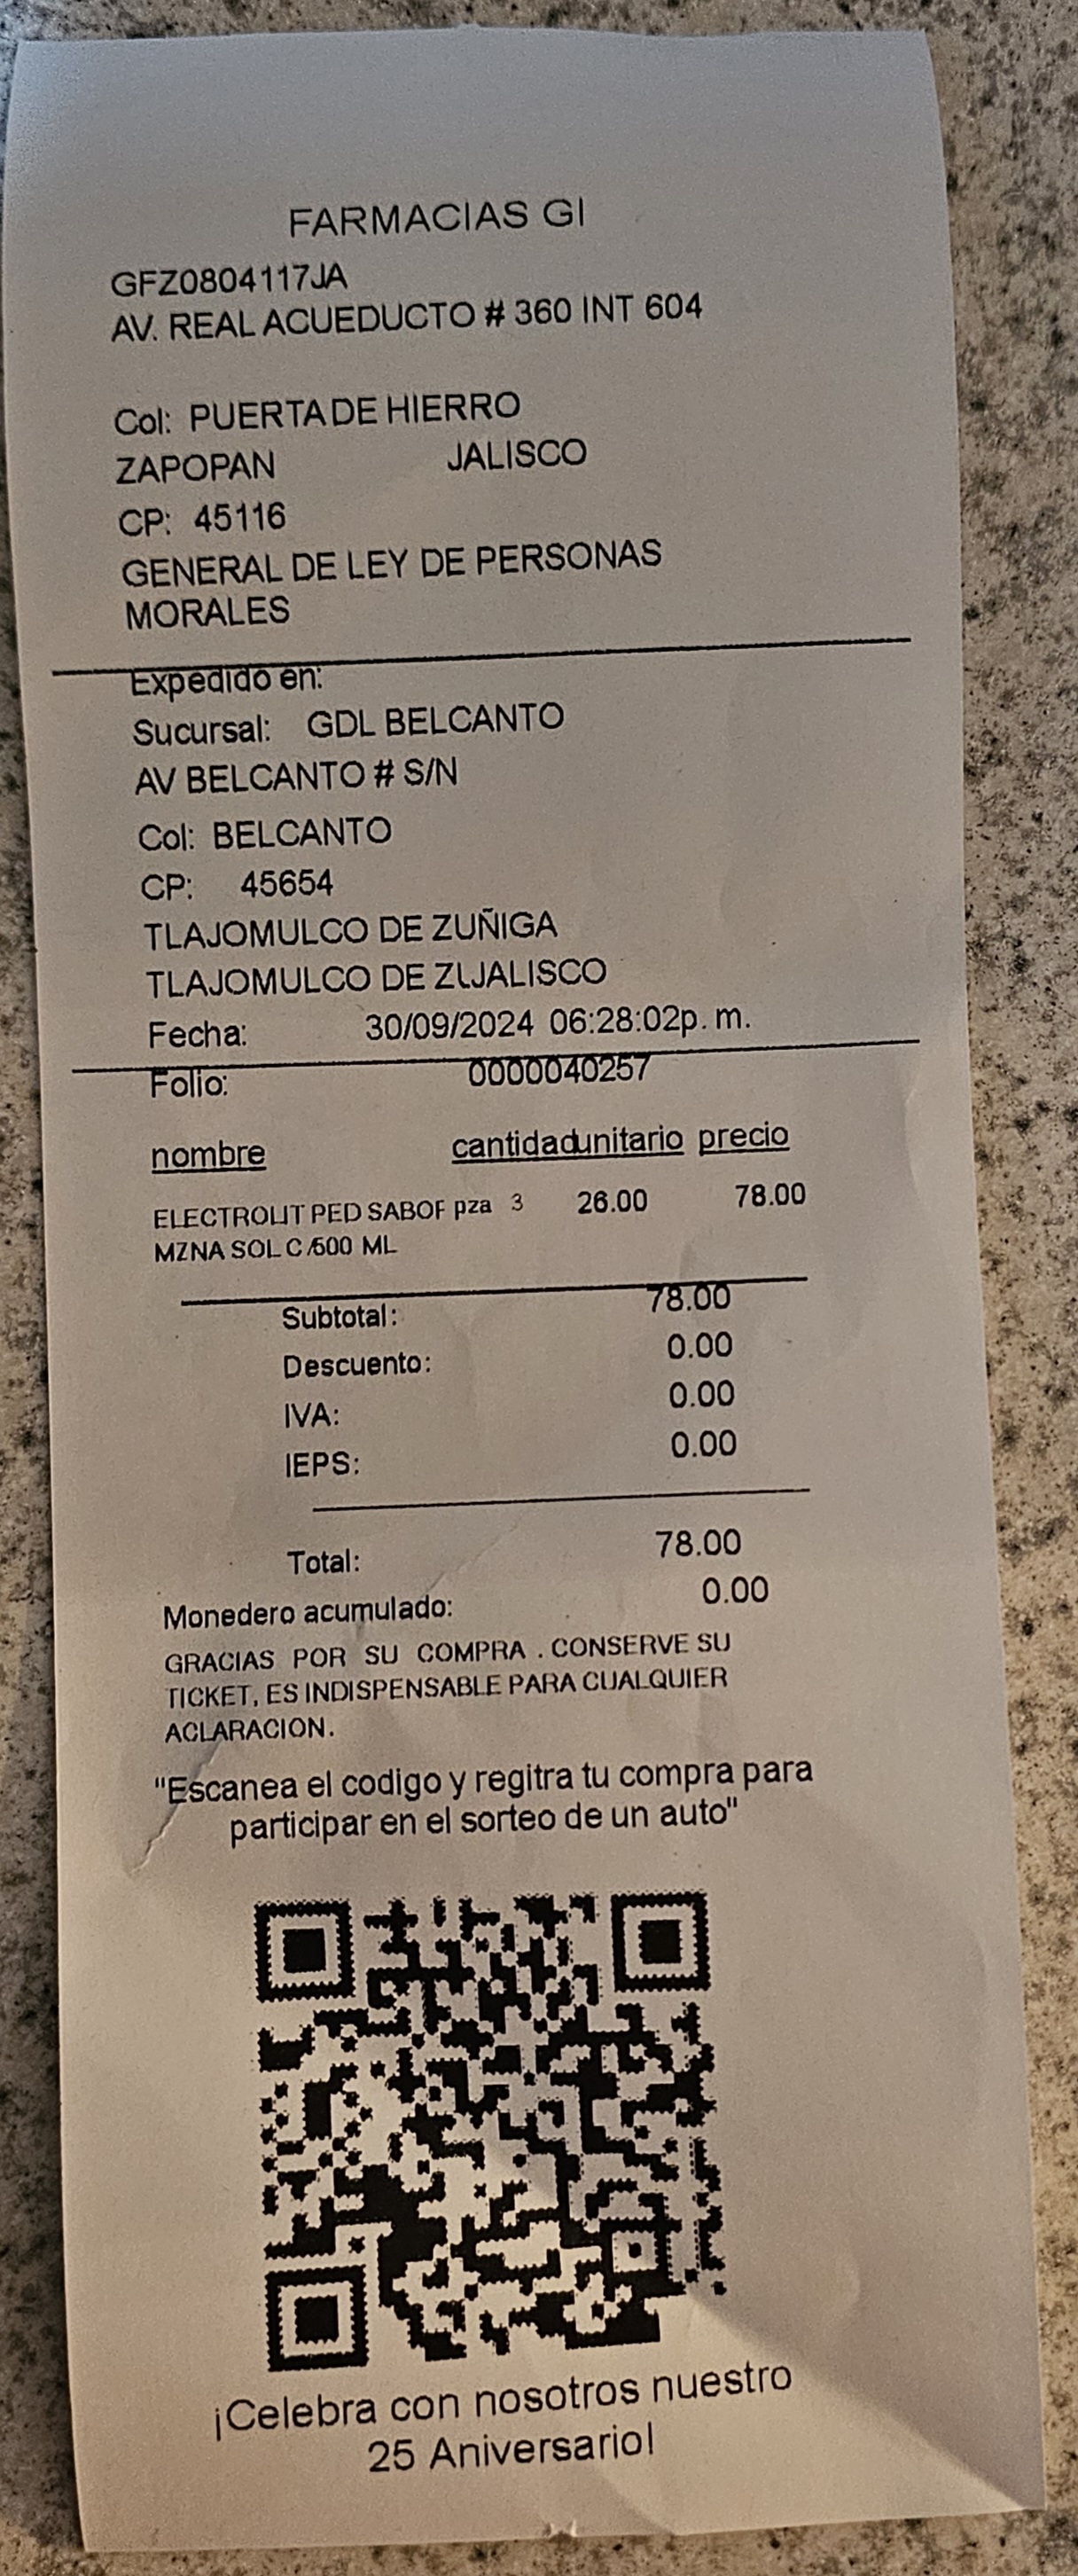 FARMACIAS GI
GFZ0804117JA
AV. REAL ACUEDUCTO # 360 INT 604
Col: PUERTA DE HIERRO
ZAPOPAN JALISCO
CP: 45116
GENERAL DE LEY DE PERSONAS
MORALES
Expedido en:
Sucursal: GDL BELCANTO
AV BELCANTO # S/N
Col: BELCANTO
CP: 45654
TLAJOMULCO DE ZUÑIGA
TLAJOMULCO DE ZUJALISCO
Fecha: 30/09/2024 06:28:02p. m.
Folio: 0000040257
nombre cantidad unitario precio
ELECTROLIT PED SABOR pza 3 26.00 78.00
MZNA SOL C/500 ML
Subtotal: 78.00
Descuento: 0.00
IVA: 0.00
IEPS: 0.00
Total: 78.00
Monedero acumulado: 0.00
GRACIAS POR SU COMPRA . CONSERVE SU
TICKET, ES INDISPENSABLE PARA CUALQUIER
ACLARACION.
"Escanea el codigo y regitra tu compra para
participar en el sorteo de un auto"
¡Celebra con nosotros nuestro
25 Aniversario!